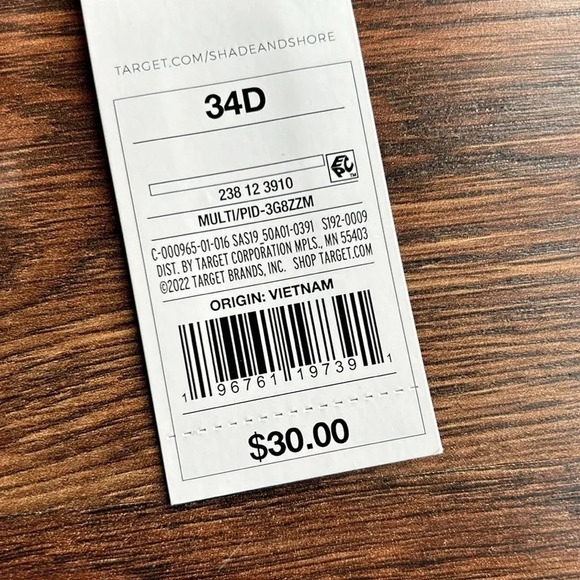 TARGET.COM/SHADEANDSHORE
34D
EPC™
238 12 3910
MULTI/PID-3G8ZZM
C-000965-01-016 SAS19_50A01-0391 S192-0009
DIST. BY TARGET CORPORATION MPLS., MN 55403
©2022 TARGET BRANDS, INC. SHOP TARGET.COM
ORIGIN: VIETNAM
1 96761 19739 1
$30.00